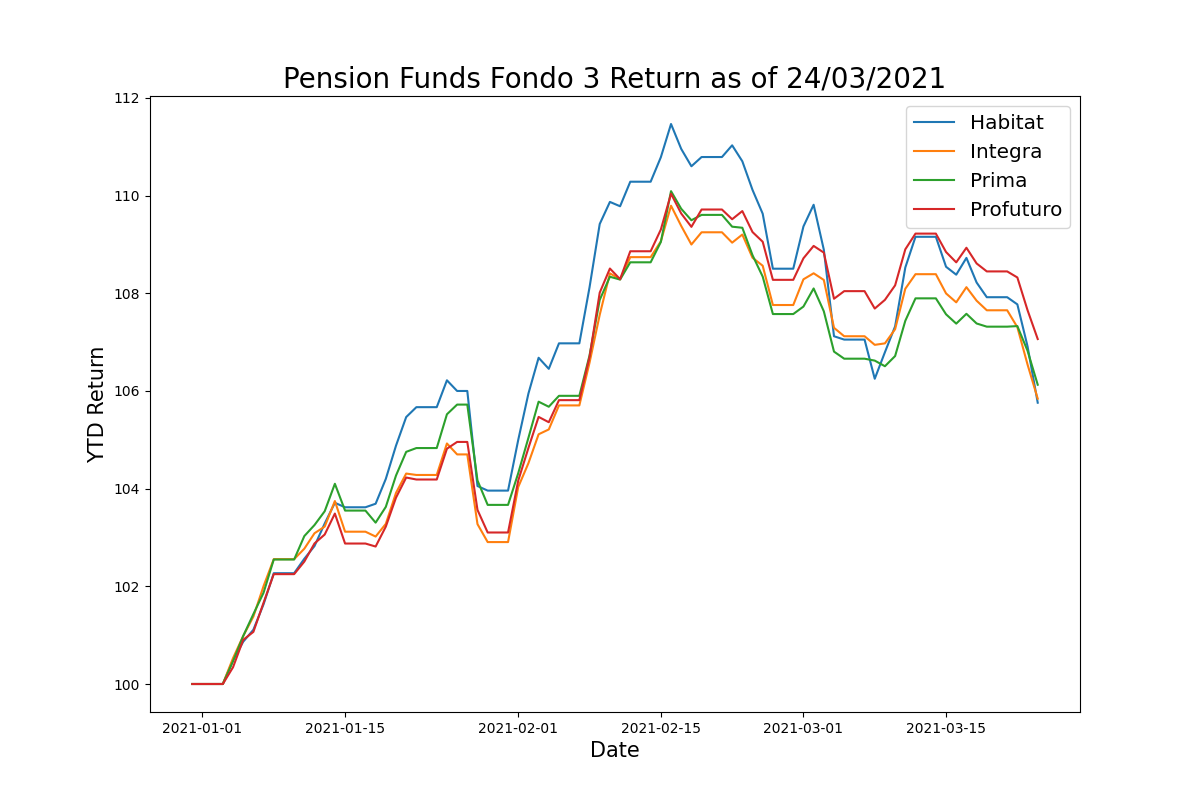 Pension Funds Fondo 3 Return as of 24/03/2021
112
110
108
106
104
102
100
YTD Return
Habitat
Integra
Prima
Profuturo
2021-01-01 2021-01-15 2021-02-01 2021-02-15 2021-03-01 2021-03-15
Date